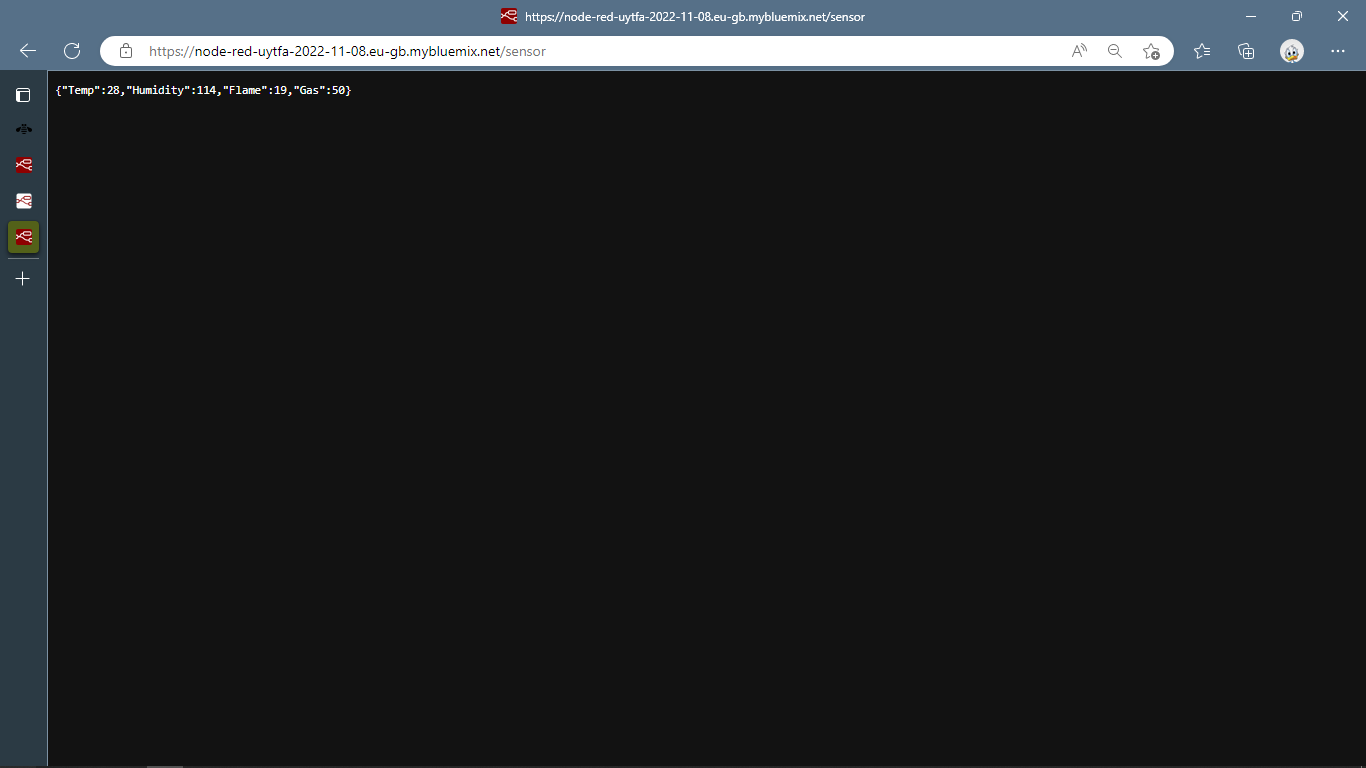 https://node-red-uytfa-2022-11-08.eu-gb.mybluemix.net/sensor
https://node-red-uytfa-2022-11-08.eu-gb.mybluemix.net/sensor
{"Temp":28,"Humidity":114,"Flame":19,"Gas":50}